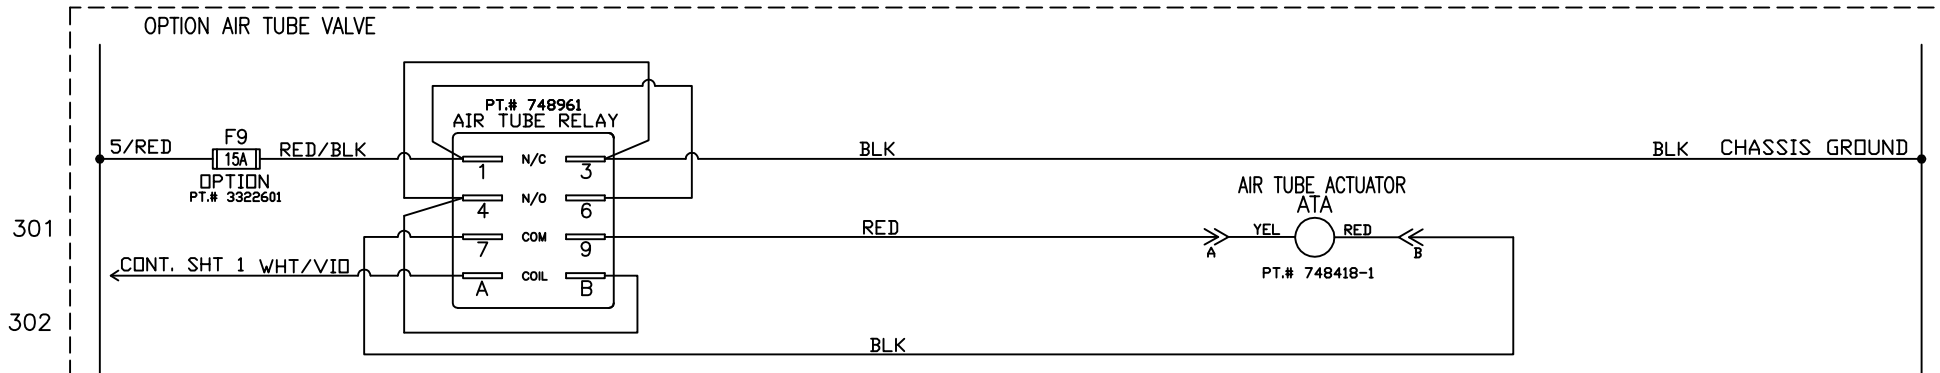 OPTION AIR TUBE VALVE
PT.# 748961
AIR TUBE RELAY
5/RED
F9
15A
OPTION
PT.# 3322601
RED/BLK
1 N/C 3
BLK
BLK CHASSIS GROUND
4 N/O 6
AIR TUBE ACTUATOR
ATA
301
7 COM 9
RED
A
YEL
RED
B
PT.# 748418-1
CONT. SHT 1 WHT/VIO
A COIL B
302
BLK